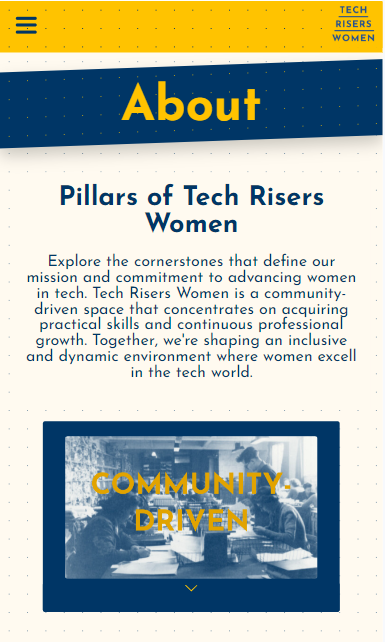 TECH
RISERS
WOMEN
About
Pillars of Tech Risers
Women
Explore the cornerstones that define our
mission and commitment to advancing women
in tech. Tech Risers Women is a community-
driven space that concentrates on acquiring
practical skills and continuous professional
growth. Together, we're shaping an inclusive
and dynamic environment where women excell
in the tech world.
COMMUNITY-
DRIVEN